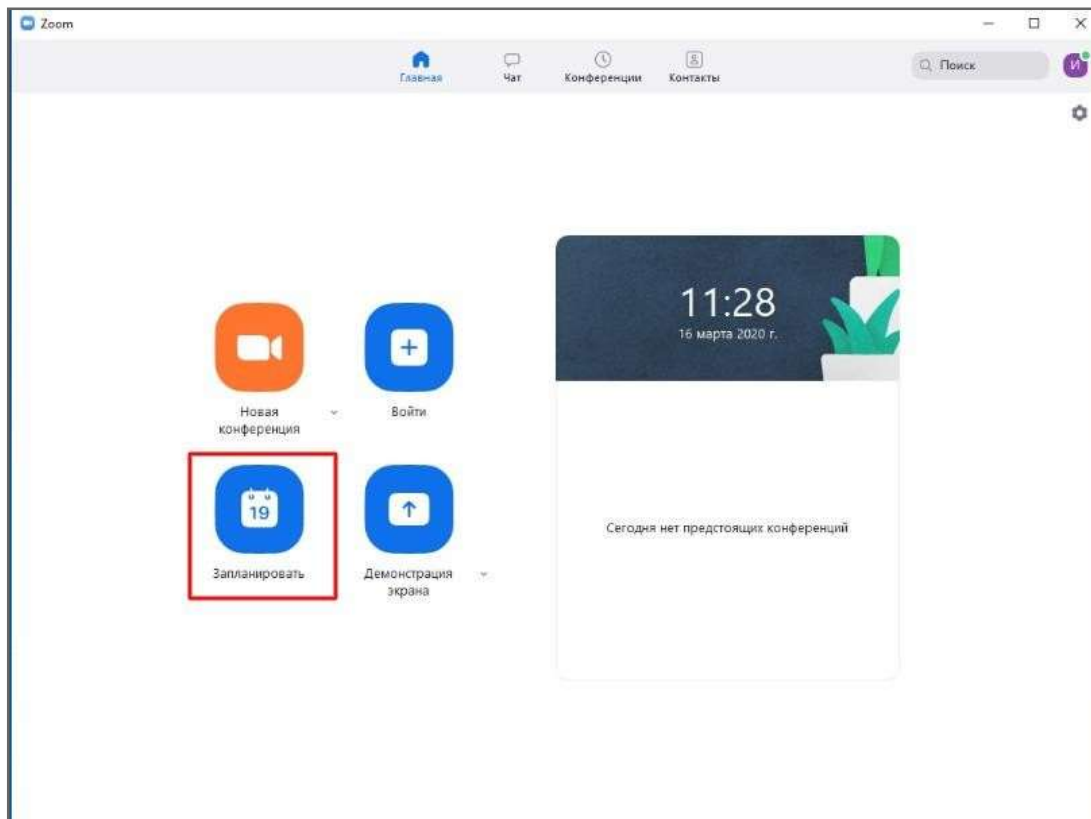 Zoom
Главная
Чат
Конференции
Контакты
Поиск
И
11:28
16 марта 2020 г.
Новая
конференция
Войти
19
Запланировать
Демонстрация
экрана
Сегодня нет предстоящих конференций